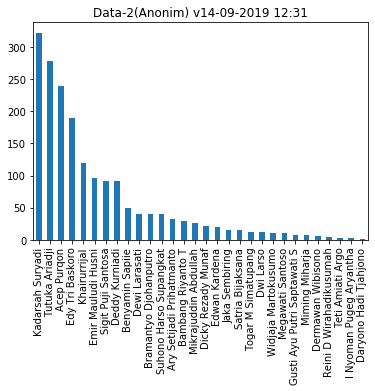 Data-2(Anonim) v14-09-2019 12:31
300
250
200
150
100
50
0
Kadarsah Suryadi
Tutuka Ariadji
Acep Purqon
Edy Tri Baskoro
Khairurrijal
Emir Mauludi Husni
Sigit Puji Santosa
Deddy Kurniadi
Benyamin Sapiie
Dewi Larasati
Bramantyo Djohanputro
Suhono Harso Supangkat
Ary Setijadi Prihatmanto
Bambang Riyanto T
Mikrajuddin Abdullah
Dicky Rezady Munaf
Edwan Kardena
Jaka Sembiring
Satria Bijaksana
Togar M Simatupang
Dwi Larso
Widjaja Martokusumo
Megawati Santoso
Gusti Ayu Putri Saptawati S
Miming Miharja
Dermawan Wibisono
Reini D Wirahadikusumah
Teti Amiati Argo
I Nyoman Pugeg Aryantha
Daryono Hadi Tjahjono